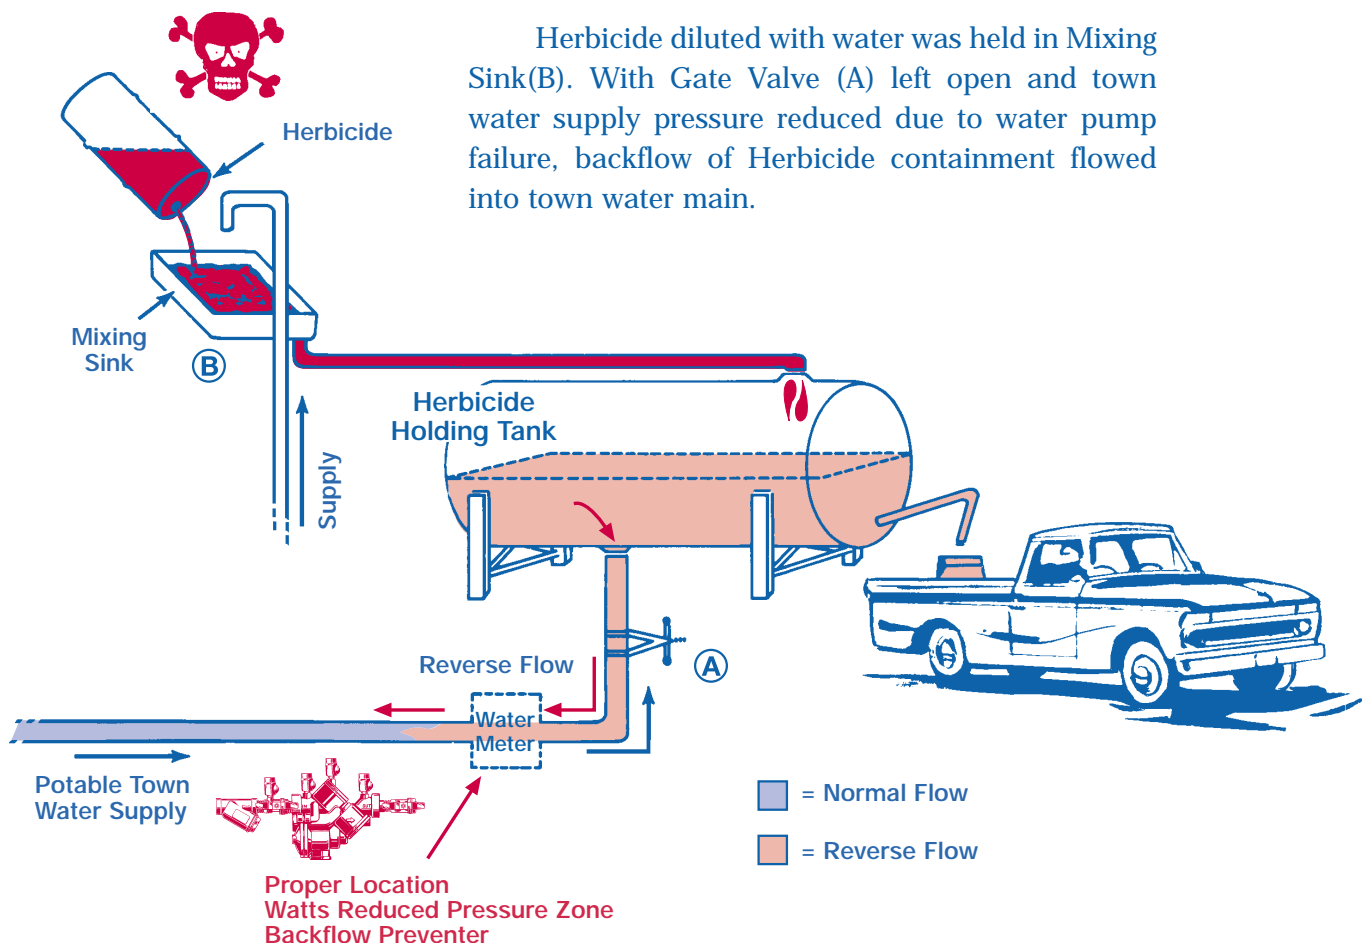 Herbicide diluted with water was held in Mixing
Sink(B). With Gate Valve (A) left open and town
water supply pressure reduced due to water pump
failure, backflow of Herbicide containment flowed
into town water main.
Herbicide
Mixing
Sink
B
Supply
Herbicide
Holding Tank
Reverse Flow
A
Water
Meter
Potable Town
Water Supply
= Normal Flow
= Reverse Flow
Proper Location
Watts Reduced Pressure Zone
Backflow Preventer